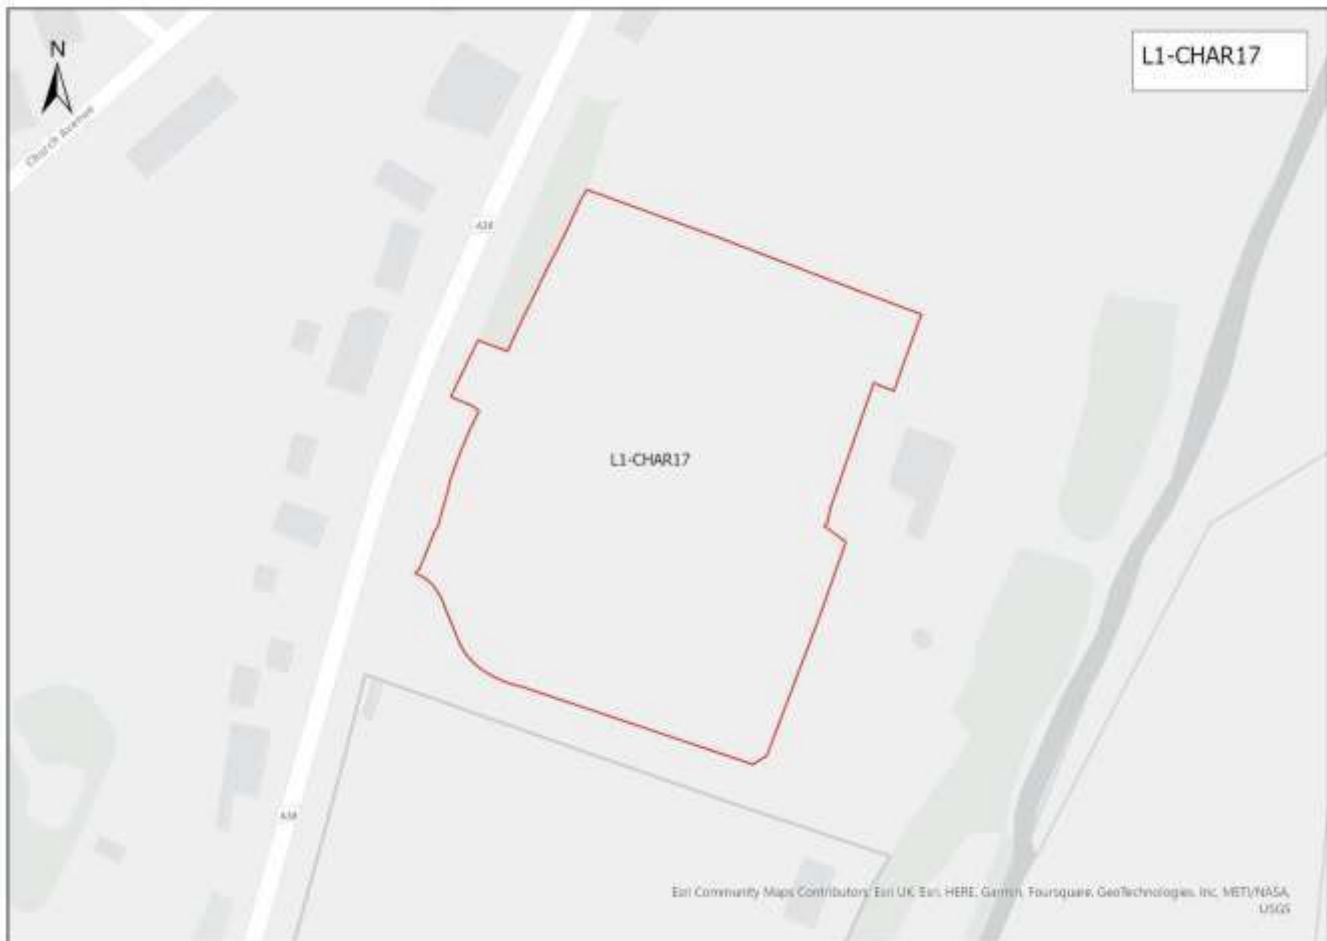 N
L1-CHAR17
Church Avenue
A38
L1-CHAR17
A38
Esri Community Maps Contributors, Esri UK, Esri, HERE, Garmin, Foursquare, GeoTechnologies, Inc, METI/NASA,
USGS